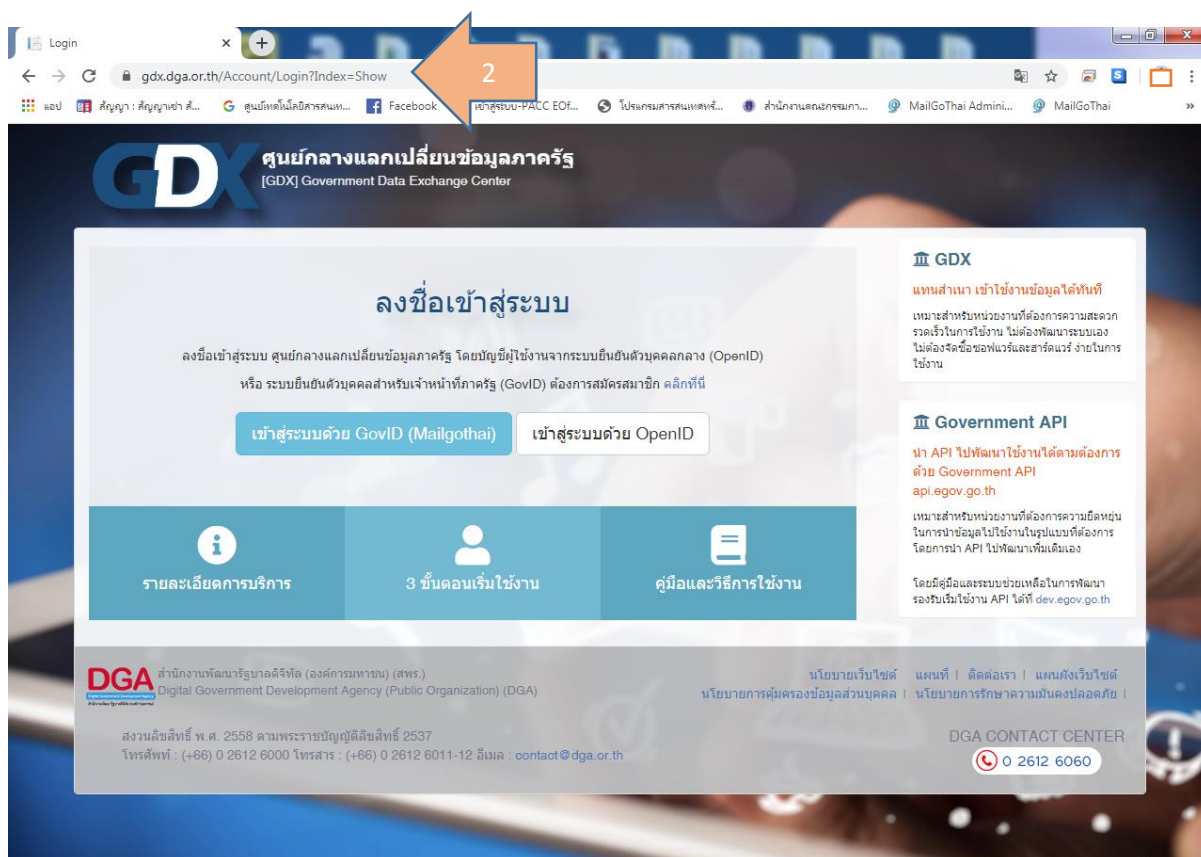 Login
2
gdx.dga.or.th/Account/Login?Index=Show
แอป สัญญา : สัญญาเช่า สั... ศูนย์เทคโนโลยีสารสนเท... Facebook เข้าสู่ระบบ-PACC EOf... โปรแกรมสารสนเทศทรั... สำนักงานคณะกรรมกา... MailGoThai Admini... MailGoThai
GDX
ศูนย์กลางแลกเปลี่ยนข้อมูลภาครัฐ
[GDX] Government Data Exchange Center
ลงชื่อเข้าสู่ระบบ
ลงชื่อเข้าสู่ระบบ ศูนย์กลางแลกเปลี่ยนข้อมูลภาครัฐ โดยบัญชีผู้ใช้งานจากระบบยืนยันตัวบุคคลกลาง (OpenID)
หรือ ระบบยืนยันตัวบุคคลสำหรับเจ้าหน้าที่ภาครัฐ (GovID) ต้องการสมัครสมาชิก คลิกที่นี่
เข้าสู่ระบบด้วย GovID (Mailgothai)
เข้าสู่ระบบด้วย OpenID
รายละเอียดการบริการ
3 ขั้นตอนเริ่มใช้งาน
คู่มือและวิธีการใช้งาน
GDX
แทนสำเนา เข้าใช้งานข้อมูลได้ทันที
เหมาะสำหรับหน่วยงานที่ต้องการความสะดวก
รวดเร็วในการใช้งาน ไม่ต้องพัฒนาระบบเอง
ไม่ต้องจัดซื้อซอฟแวร์และฮาร์ดแวร์ ง่ายในการ
ใช้งาน
Government API
นำ API ไปพัฒนาใช้งานได้ตามต้องการ
ด้วย Government API
api.egov.go.th
เหมาะสำหรับหน่วยงานที่ต้องการความยืดหยุ่น
ในการนำข้อมูลไปใช้งานในรูปแบบที่ต้องการ
โดยการนำ API ไปพัฒนาเพิ่มเติมเอง
โดยมีคู่มือและระบบช่วยเหลือในการพัฒนา
รองรับเริ่มใช้งาน API ได้ที่ dev.egov.go.th
DGA
สำนักงานพัฒนารัฐบาลดิจิทัล (องค์การมหาชน) (สพร.)
Digital Government Development Agency (Public Organization) (DGA)
นโยบายเว็บไซต์ แผนที่ | ติดต่อเรา | แผนผังเว็บไซต์
นโยบายการคุ้มครองข้อมูลส่วนบุคคล | นโยบายการรักษาความมั่นคงปลอดภัย |
สงวนลิขสิทธิ์ พ.ศ. 2558 ตามพระราชบัญญัติลิขสิทธิ์ 2537
โทรศัพท์ : (+66) 0 2612 6000 โทรสาร : (+66) 0 2612 6011-12 อีเมล : contact@dga.or.th
DGA CONTACT CENTER
0 2612 6060